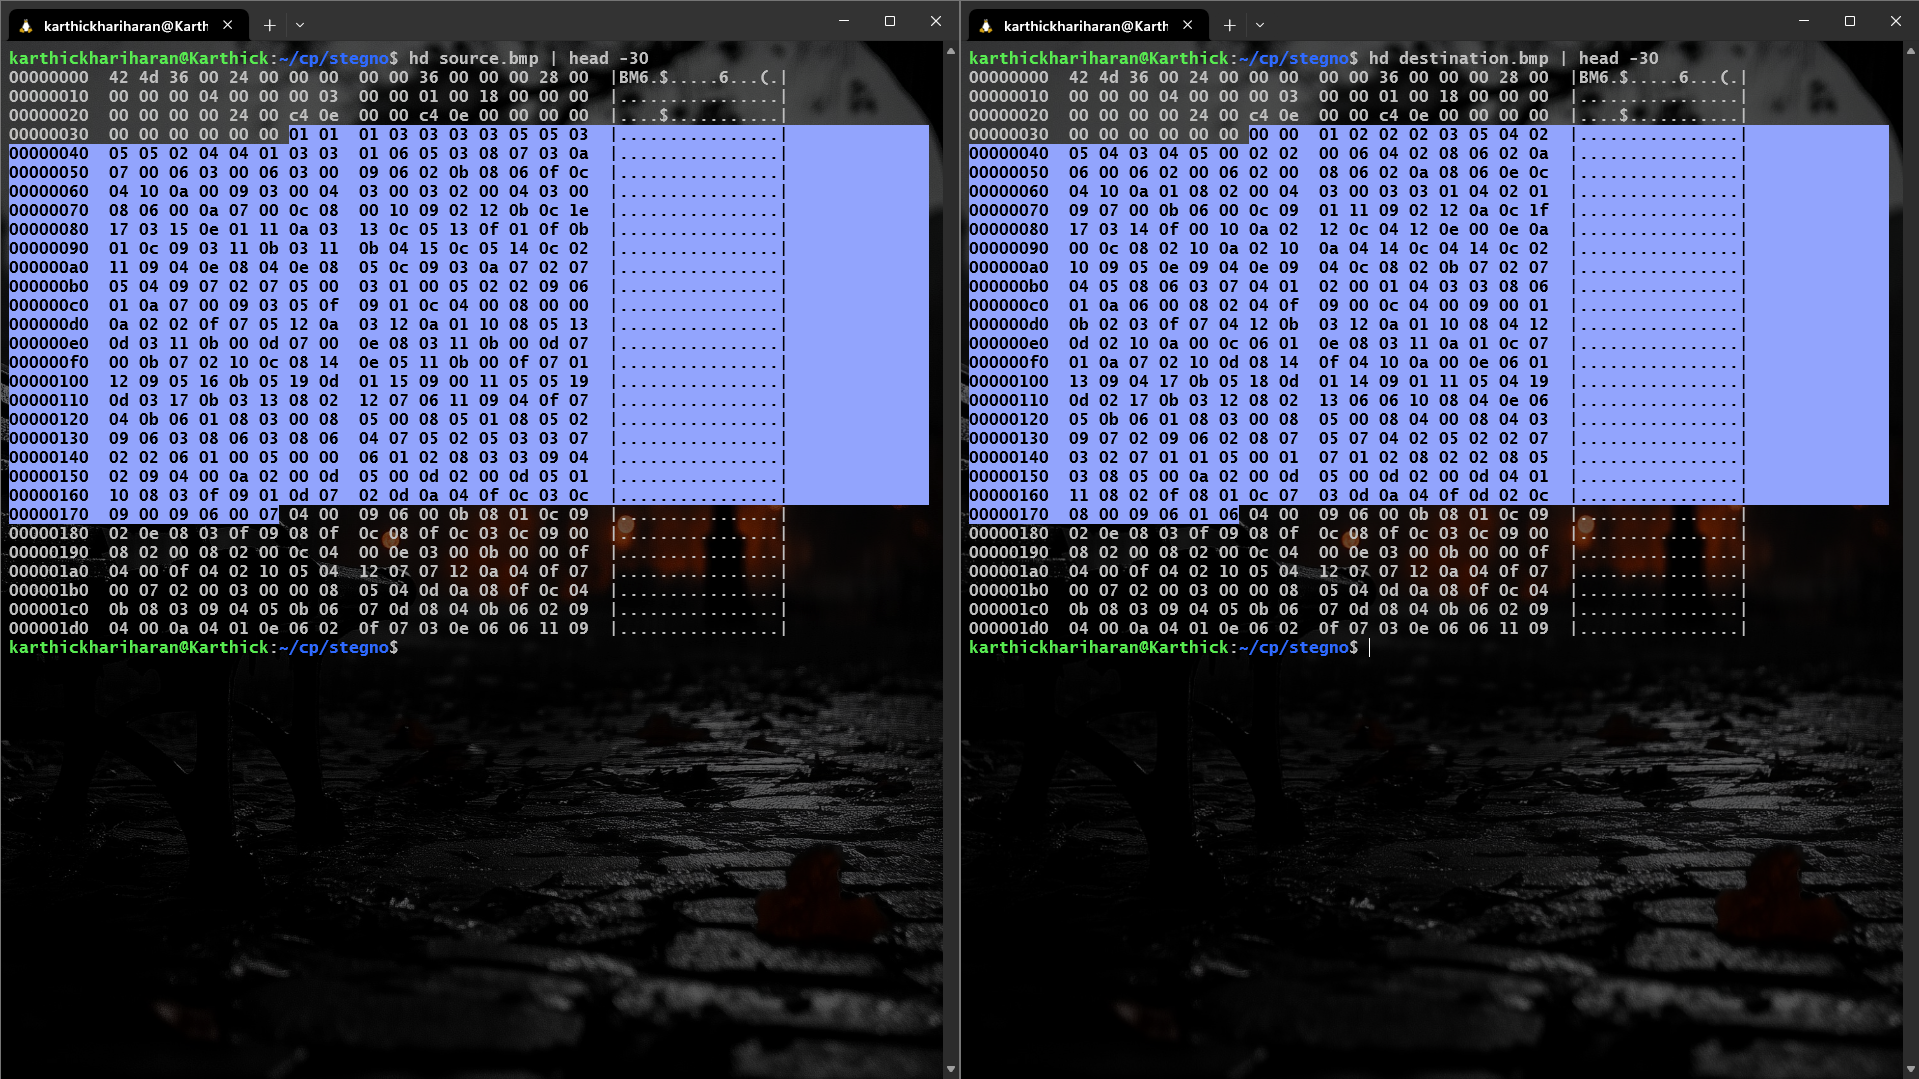 karthickhariharan@Karth
karthickhariharan@Karthick:~/cp/stegno$ hd source.bmp | head -30
00000000  42 4d 36 00 24 00 00 00  00 00 36 00 00 00 28 00  |BM6.$.....6...(.|
00000010  00 00 00 04 00 00 00 03  00 00 01 00 18 00 00 00  |................|
00000020  00 00 00 00 24 00 c4 0e  00 00 c4 0e 00 00 00 00  |....$...........|
00000030  00 00 00 00 00 00 01 01  01 03 03 03 03 05 05 03  |................|
00000040  05 05 02 04 04 01 03 03  01 06 05 03 08 07 03 0a  |................|
00000050  07 00 06 03 00 06 03 00  09 06 02 0b 08 06 0f 0c  |................|
00000060  04 10 0a 00 09 03 00 04  03 00 03 02 00 04 03 00  |................|
00000070  08 06 00 0a 07 00 0c 08  00 10 09 02 12 0b 0c 1e  |................|
00000080  17 03 15 0e 01 11 0a 03  13 0c 05 13 0f 01 0f 0b  |................|
00000090  01 0c 09 03 11 0b 03 11  0b 04 15 0c 05 14 0c 02  |................|
000000a0  11 09 04 0e 08 04 0e 08  05 0c 09 03 0a 07 02 07  |................|
000000b0  05 04 09 07 02 07 05 00  03 01 00 05 02 02 09 06  |................|
000000c0  01 0a 07 00 09 03 05 0f  09 01 0c 04 00 08 00 00  |................|
000000d0  0a 02 02 0f 07 05 12 0a  03 12 0a 01 10 08 05 13  |................|
000000e0  0d 03 11 0b 00 0d 07 00  0e 08 03 11 0b 00 0d 07  |................|
000000f0  00 0b 07 02 10 0c 08 14  0e 05 11 0b 00 0f 07 01  |................|
00000100  12 09 05 16 0b 05 19 0d  01 15 09 00 11 05 05 19  |................|
00000110  0d 03 17 0b 03 13 08 02  12 07 06 11 09 04 0f 07  |................|
00000120  04 0b 06 01 08 03 00 08  05 00 08 05 01 08 05 02  |................|
00000130  09 06 03 08 06 03 08 06  04 07 05 02 05 03 03 07  |................|
00000140  02 02 06 01 00 05 00 00  06 01 02 08 03 03 09 04  |................|
00000150  02 09 04 00 0a 02 00 0d  05 00 0d 02 00 0d 05 01  |................|
00000160  10 08 03 0f 09 01 0d 07  02 0d 0a 04 0f 0c 03 0c  |................|
00000170  09 00 09 06 00 07 04 00  09 06 00 0b 08 01 0c 09  |................|
00000180  02 0e 08 03 0f 09 08 0f  0c 08 0f 0c 03 0c 09 00  |................|
00000190  08 02 00 08 02 00 0c 04  00 0e 03 00 0b 00 00 0f  |................|
000001a0  04 00 0f 04 02 10 05 04  12 07 07 12 0a 04 0f 07  |................|
000001b0  00 07 02 00 03 00 00 08  05 04 0d 0a 08 0f 0c 04  |................|
000001c0  0b 08 03 09 04 05 0b 06  07 0d 08 04 0b 06 02 09  |................|
000001d0  04 00 0a 04 01 0e 06 02  0f 07 03 0e 06 06 11 09  |................|
karthickhariharan@Karthick:~/cp/stegno$
karthickhariharan@Karth
karthickhariharan@Karthick:~/cp/stegno$ hd destination.bmp | head -30
00000000  42 4d 36 00 24 00 00 00  00 00 36 00 00 00 28 00  |BM6.$.....6...(.|
00000010  00 00 00 04 00 00 00 03  00 00 01 00 18 00 00 00  |................|
00000020  00 00 00 00 24 00 c4 0e  00 00 c4 0e 00 00 00 00  |....$...........|
00000030  00 00 00 00 00 00 00 00  01 02 02 02 03 05 04 02  |................|
00000040  05 04 03 04 05 00 02 02  00 06 04 02 08 06 02 0a  |................|
00000050  06 00 06 02 00 06 02 00  08 06 02 0a 08 06 0e 0c  |................|
00000060  04 10 0a 01 08 02 00 04  03 00 03 03 01 04 02 01  |................|
00000070  09 07 00 0b 06 00 0c 09  01 11 09 02 12 0a 0c 1f  |................|
00000080  17 03 14 0f 00 10 0a 02  12 0c 04 12 0e 00 0e 0a  |................|
00000090  00 0c 08 02 10 0a 02 10  0a 04 14 0c 04 14 0c 02  |................|
000000a0  10 09 05 0e 09 04 0e 09  04 0c 08 02 0b 07 02 07  |................|
000000b0  04 05 08 06 03 07 04 01  02 00 01 04 03 03 08 06  |................|
000000c0  01 0a 06 00 08 02 04 0f  09 00 0c 04 00 09 00 01  |................|
000000d0  0b 02 03 0f 07 04 12 0b  03 12 0a 01 10 08 04 12  |................|
000000e0  0d 02 10 0a 00 0c 06 01  0e 08 03 11 0a 01 0c 07  |................|
000000f0  01 0a 07 02 10 0d 08 14  0f 04 10 0a 00 0e 06 01  |................|
00000100  13 09 04 17 0b 05 18 0d  01 14 09 01 11 05 04 19  |................|
00000110  0d 02 17 0b 03 12 08 02  13 06 06 10 08 04 0e 06  |................|
00000120  05 0b 06 01 08 03 00 08  05 00 08 04 00 08 04 03  |................|
00000130  09 07 02 09 06 02 08 07  05 07 04 02 05 02 02 07  |................|
00000140  03 02 07 01 01 05 00 01  07 01 02 08 02 02 08 05  |................|
00000150  03 08 05 00 0a 02 00 0d  05 00 0d 02 00 0d 04 01  |................|
00000160  11 08 02 0f 08 01 0c 07  03 0d 0a 04 0f 0d 02 0c  |................|
00000170  08 00 09 06 01 06 04 00  09 06 00 0b 08 01 0c 09  |................|
00000180  02 0e 08 03 0f 09 08 0f  0c 08 0f 0c 03 0c 09 00  |................|
00000190  08 02 00 08 02 00 0c 04  00 0e 03 00 0b 00 00 0f  |................|
000001a0  04 00 0f 04 02 10 05 04  12 07 07 12 0a 04 0f 07  |................|
000001b0  00 07 02 00 03 00 00 08  05 04 0d 0a 08 0f 0c 04  |................|
000001c0  0b 08 03 09 04 05 0b 06  07 0d 08 04 0b 06 02 09  |................|
000001d0  04 00 0a 04 01 0e 06 02  0f 07 03 0e 06 06 11 09  |................|
karthickhariharan@Karthick:~/cp/stegno$